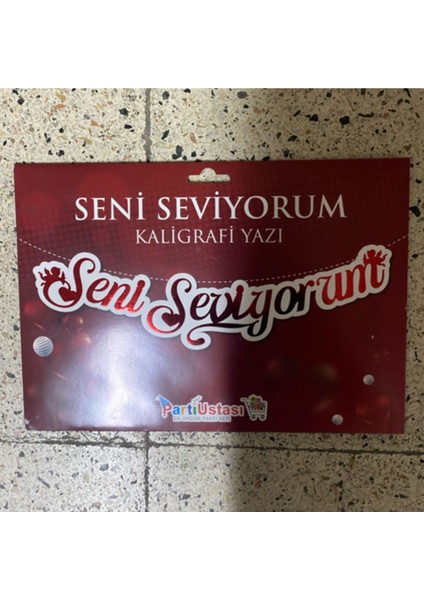 SENİ SEVİYORUM
KALİGRAFİ YAZI
Seni Seviyorum
PartiUstası